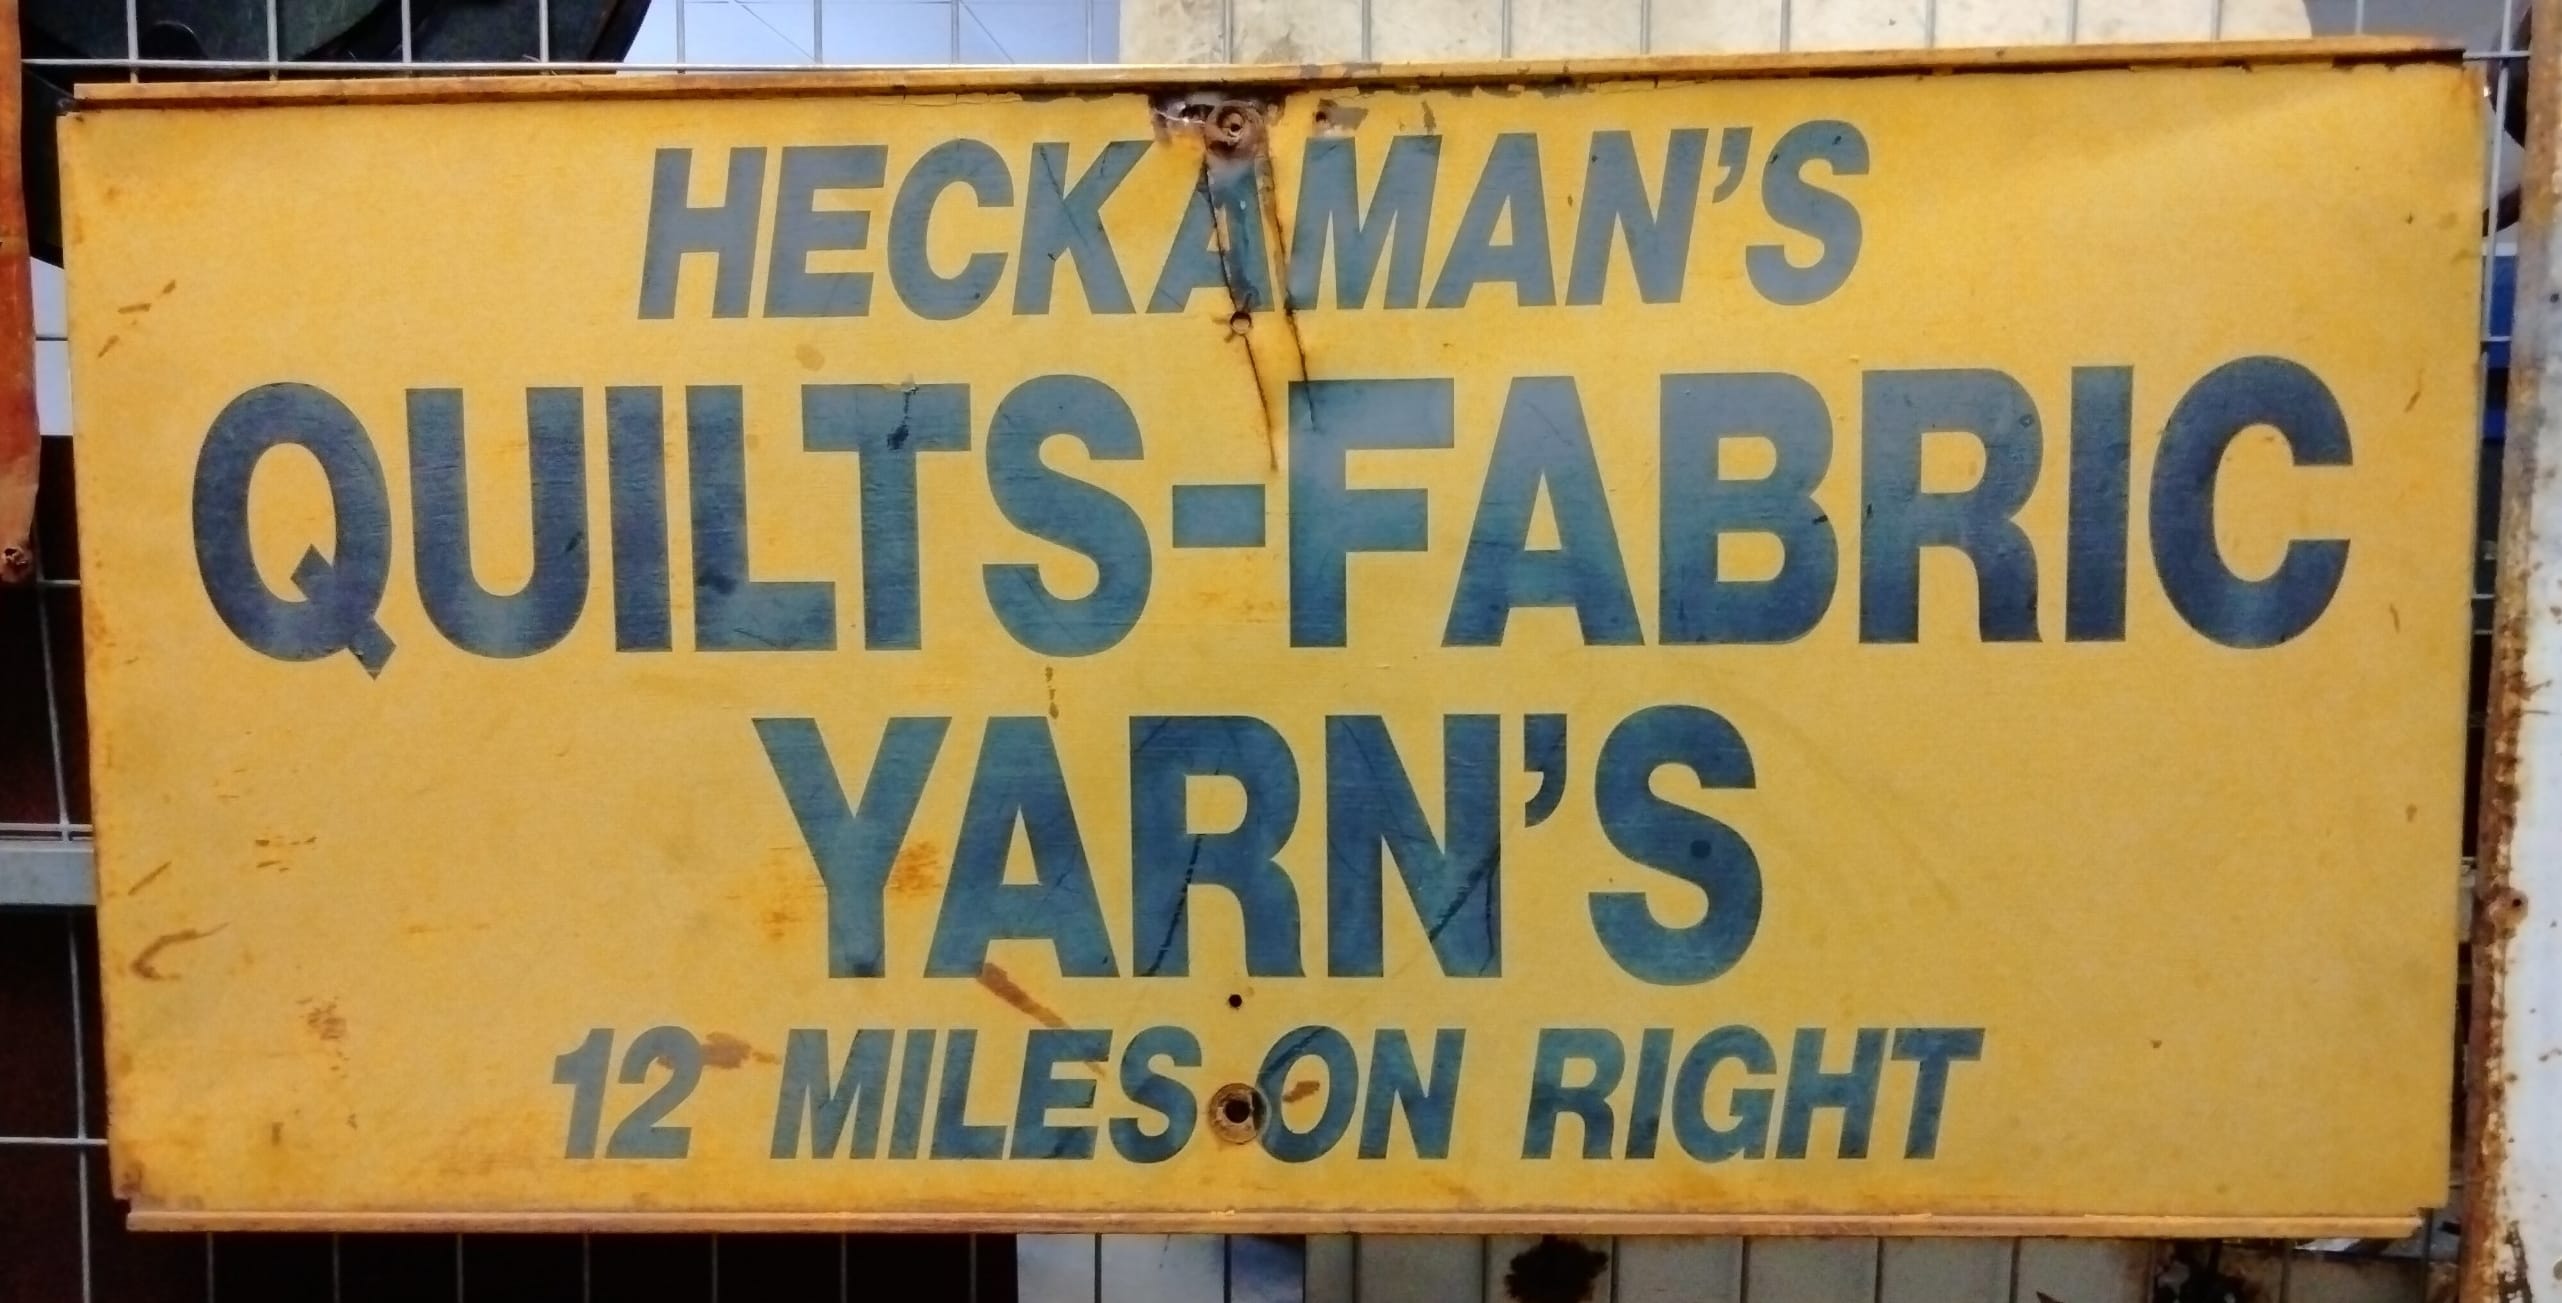 HECKAMAN'S
QUILTS-FABRIC
YARN'S
12 MILES ON RIGHT